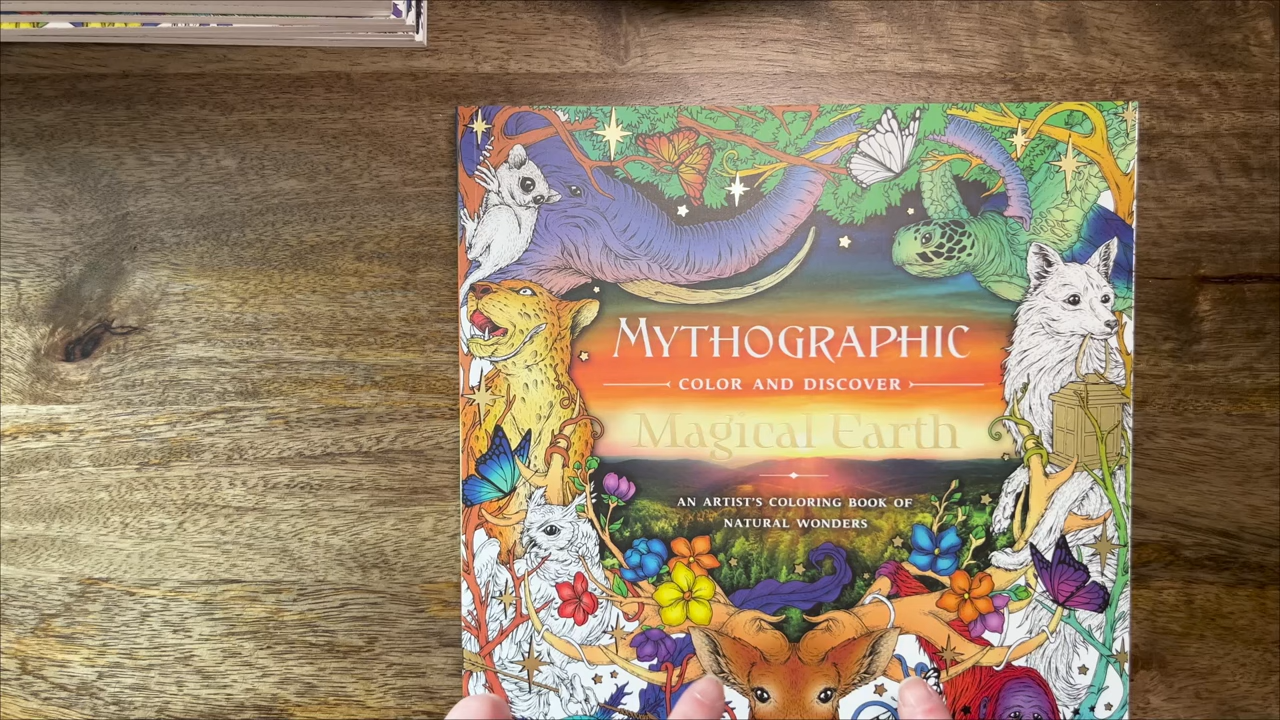 MYTHOGRAPHIC
COLOR AND DISCOVER
Magical Earth
AN ARTIST'S COLORING BOOK OF
NATURAL WONDERS